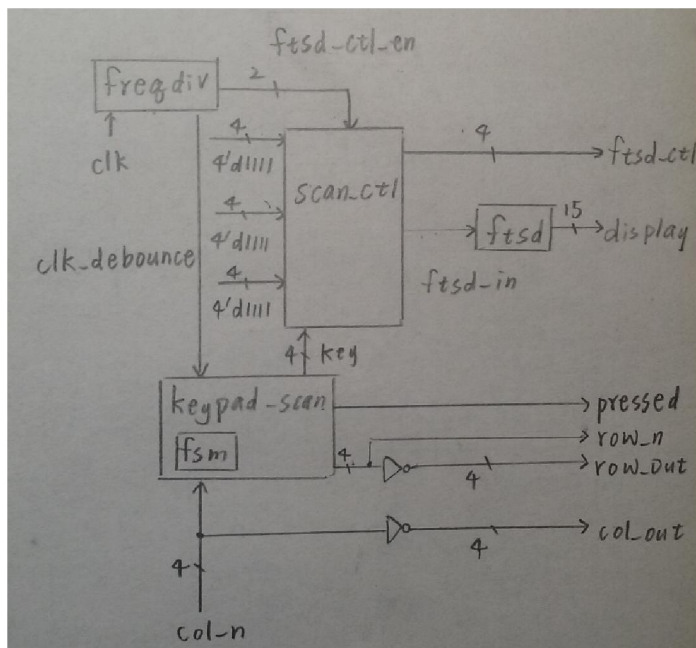 ftsd_ctl_en
freqdiv
2
clk
4
4'd1111
4
4'd1111
4
4'd1111
scan_ctl
4
ftsd_ctl
ftsd
15
display
ftsd_in
clk_debounce
4
key
keypad_scan
fsm
pressed
row_n
4
4
row_out
4
col_out
4
col_n